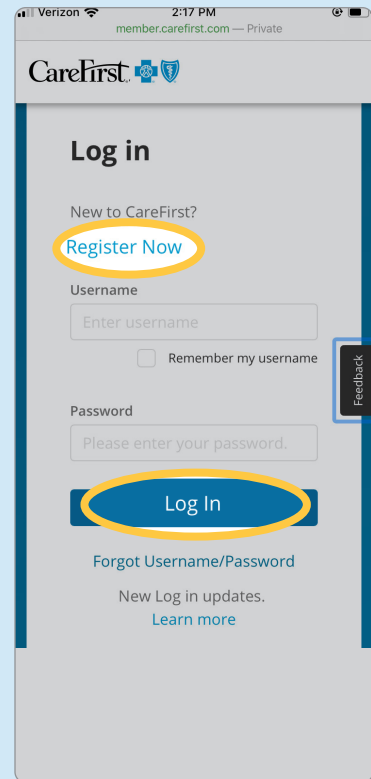 Verizon 2:17 PM
member.carefirst.com — Private
CareFirst
Log in
New to CareFirst?
Register Now
Username
Enter username
Remember my username
Feedback
Password
Please enter your password.
Log In
Forgot Username/Password
New Log in updates.
Learn more